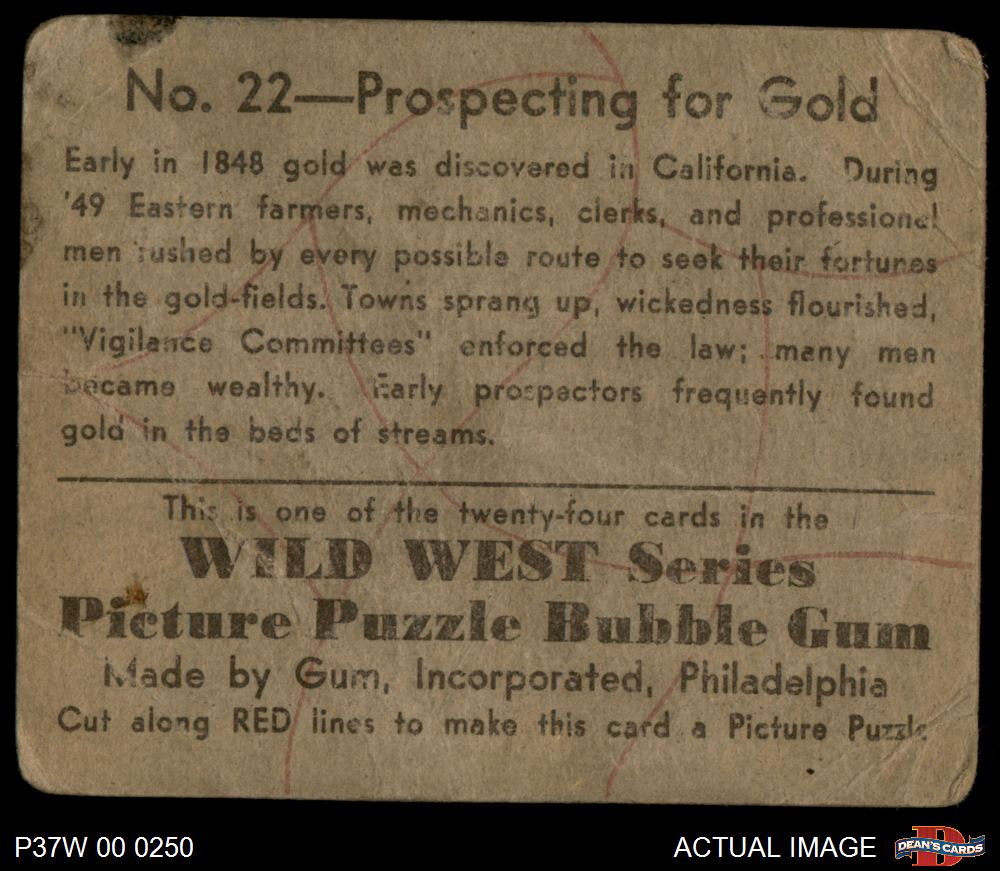 No. 22—Prospecting for Gold
Early in 1848 gold was discovered in California. During
'49 Eastern farmers, mechanics, clerks, and professional
men rushed by every possible route to seek their fortunes
in the gold-fields. Towns sprang up, wickedness flourished,
"Vigilance Committees" enforced the law; many men
became wealthy. Early prospectors frequently found
gold in the beds of streams.
This is one of the twenty-four cards in the
WILD WEST Series
Picture Puzzle Bubble Gum
Made by Gum, Incorporated, Philadelphia
Cut along RED lines to make this card a Picture Puzzle
P37W 00 0250
ACTUAL IMAGE
DEAN'S CARDS